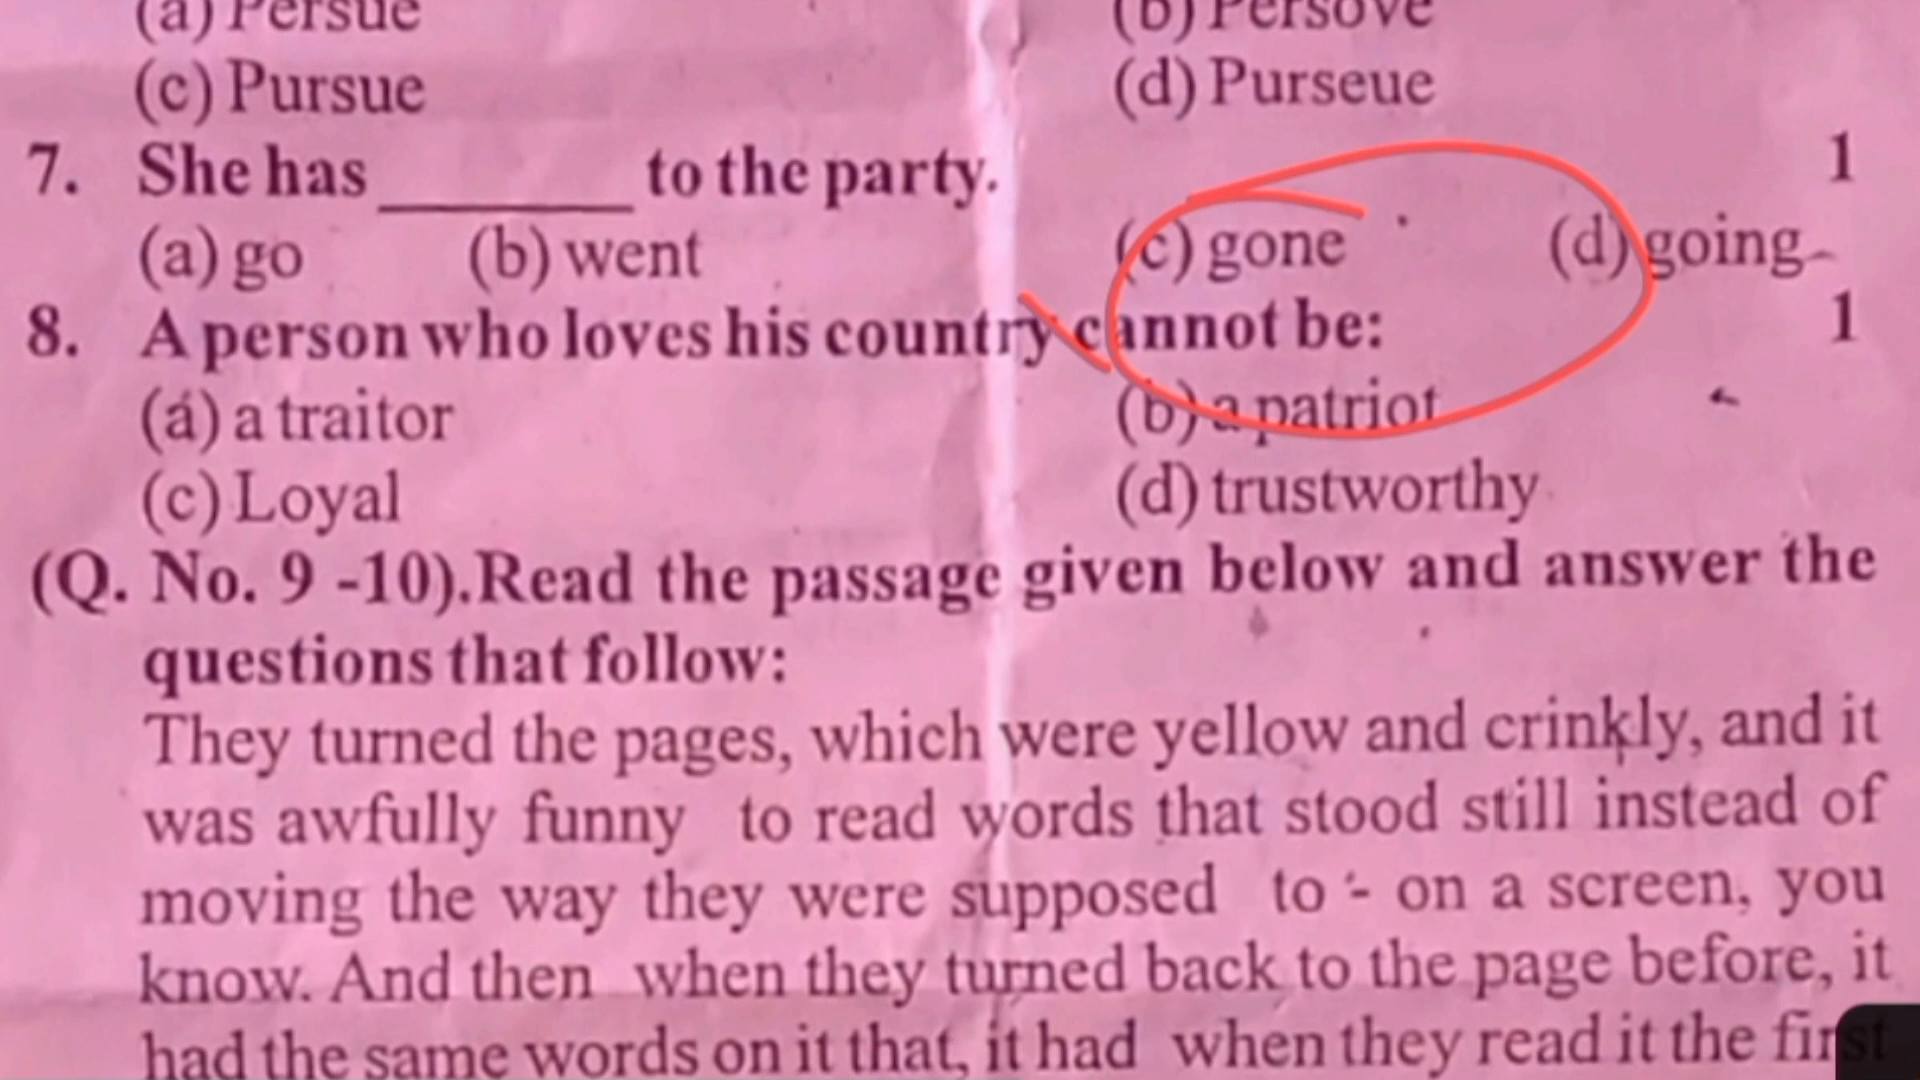 (a) Persue (b) Persove
(c) Pursue (d) Purseue
7. She has ________ to the party. 1
(a) go (b) went (c) gone (d) going
8. A person who loves his country cannot be: 1
(a) a traitor (b) a patriot
(c) Loyal (d) trustworthy
(Q. No. 9 -10).Read the passage given below and answer the
questions that follow:
They turned the pages, which were yellow and crinkly, and it
was awfully funny to read words that stood still instead of
moving the way they were supposed to - on a screen, you
know. And then when they turned back to the page before, it
had the same words on it that, it had when they read it the first